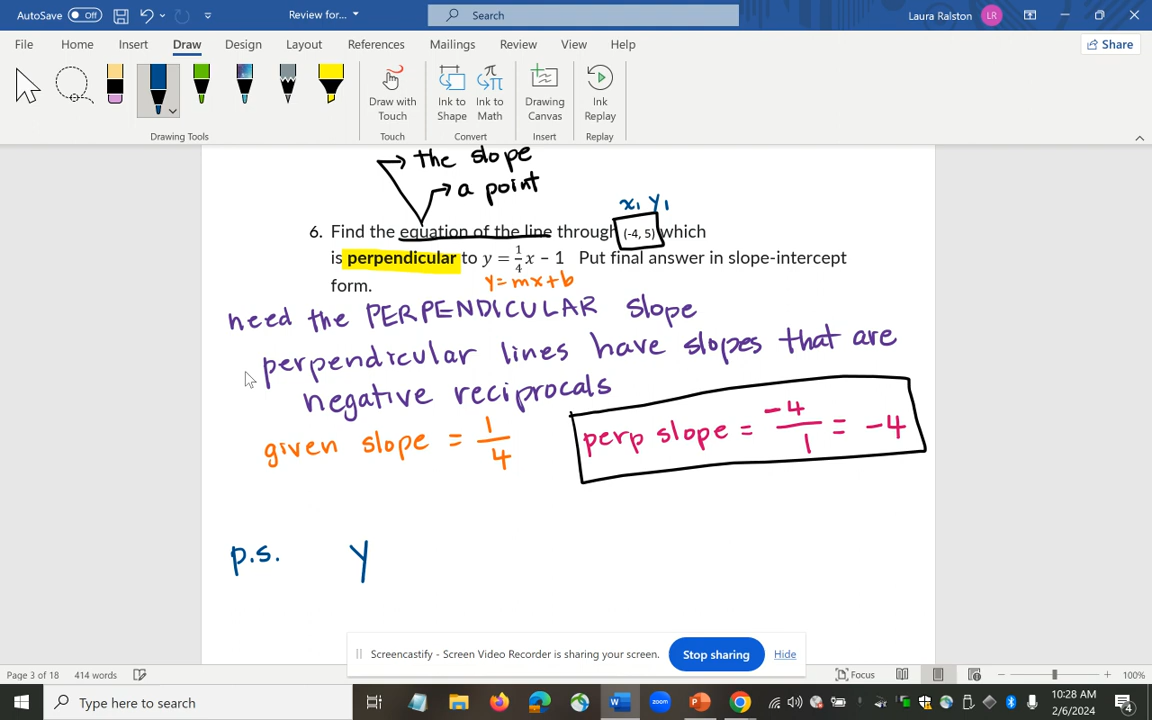 AutoSave Off Review for... Search Laura Ralston LR
File Home Insert Draw Design Layout References Mailings Review View Help Share
Draw with Touch Ink to Shape Ink to Math Drawing Canvas Ink Replay
Drawing Tools Touch Convert Insert Replay
the slope
a point
x₁ y₁
6. Find the equation of the line through (-4, 5) which
is perpendicular to y = 1/4 x − 1 Put final answer in slope-intercept
y = mx + b
form.
need the PERPENDICULAR slope
perpendicular lines have slopes that are
negative reciprocals
given slope = 1/4
perp slope = -4/1 = -4
p.s. y
Screencastify - Screen Video Recorder is sharing your screen. Stop sharing Hide
Page 3 of 18 414 words Focus 100%
Type here to search zoom 10:28 AM
2/6/2024 4